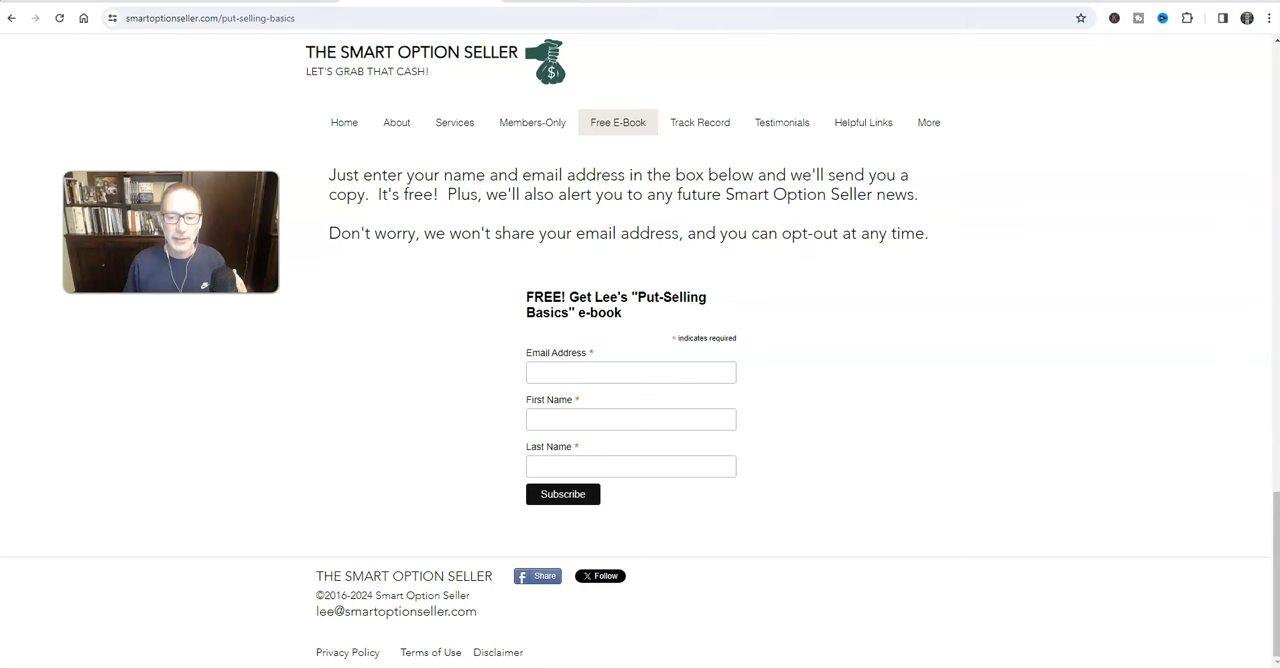 smartoptionseller.com/put-selling-basics
THE SMART OPTION SELLER
LET'S GRAB THAT CASH!
$
Home About Services Members-Only Free E-Book Track Record Testimonials Helpful Links More
Just enter your name and email address in the box below and we'll send you a
copy. It's free! Plus, we'll also alert you to any future Smart Option Seller news.
Don't worry, we won't share your email address, and you can opt-out at any time.
FREE! Get Lee's "Put-Selling
Basics" e-book
* indicates required
Email Address *
First Name *
Last Name *
Subscribe
THE SMART OPTION SELLER
f Share
X Follow
©2016-2024 Smart Option Seller
lee@smartoptionseller.com
Privacy Policy Terms of Use Disclaimer